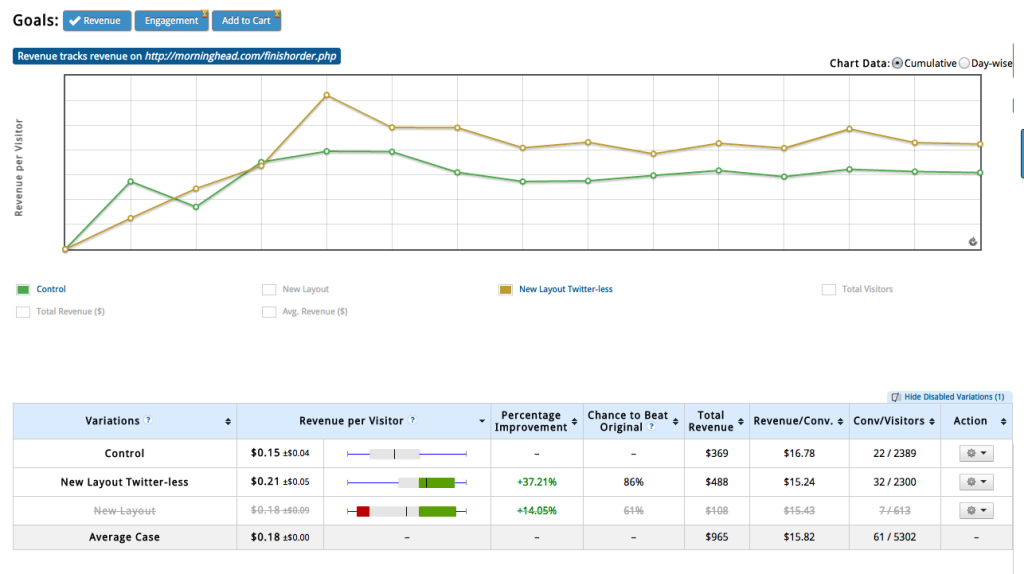 Goals: Revenue Engagement Add to Cart
Revenue tracks revenue on http://morninghead.com/finishorder.php
Chart Data: Cumulative Day-wise
Revenue per Visitor
Control New Layout New Layout Twitter-less Total Visitors
Total Revenue ($) Avg. Revenue ($)
Hide Disabled Variations (1)
Variations ? Revenue per Visitor ? Percentage Improvement Chance to Beat Original ? Total Revenue Revenue/Conv. Conv/Visitors Action
Control $0.15 ±$0.04 – – $369 $16.78 22 / 2389
New Layout Twitter-less $0.21 ±$0.05 +37.21% 86% $488 $15.24 32 / 2300
New Layout $0.18 ±$0.09 +14.05% 61% $108 $15.43 7 / 613
Average Case $0.18 ±$0.00 – – – $965 $15.82 61 / 5302 –